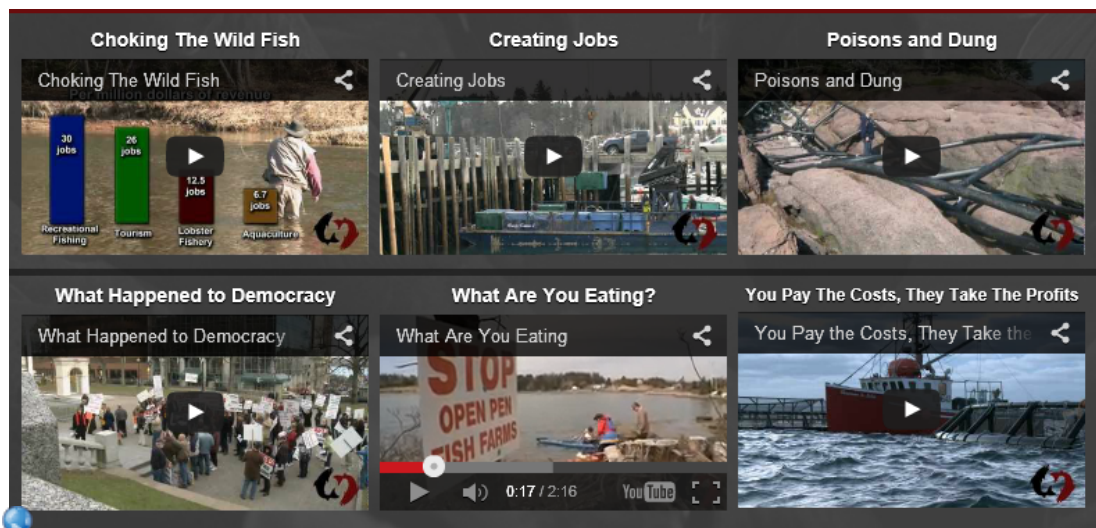 Choking The Wild Fish
Creating Jobs
Poisons and Dung
Choking The Wild Fish
Per million dollars of revenue
30
jobs
26
jobs
12.5
jobs
6.7
jobs
Recreational
Fishing
Tourism
Lobster
Fishery
Aquaculture
Creating Jobs
Poisons and Dung
What Happened to Democracy
What Are You Eating?
You Pay The Costs, They Take The Profits
What Happened to Democracy
What Are You Eating
STOP
OPEN PEN
FISH FARMS
0:17 / 2:16
YouTube
You Pay the Costs, They Take the